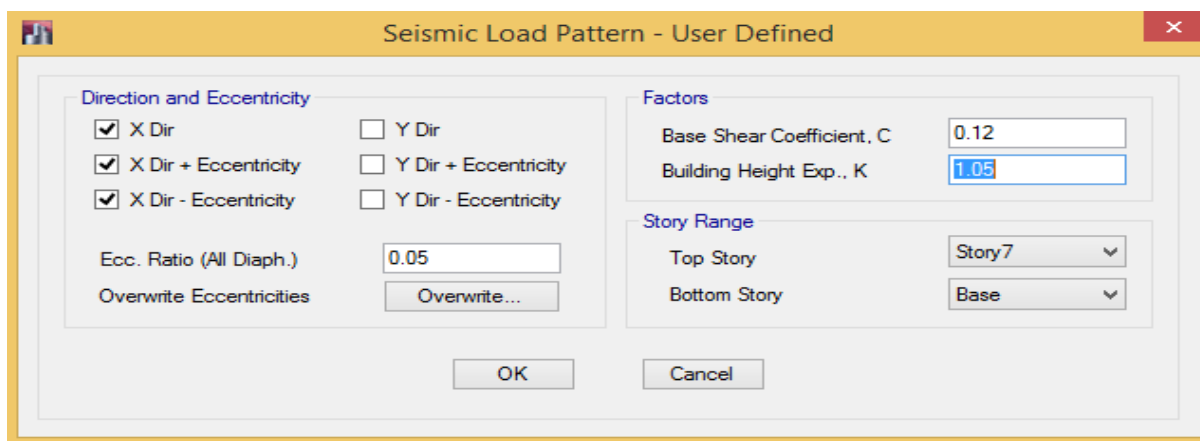 Seismic Load Pattern - User Defined
Direction and Eccentricity
X Dir
Y Dir
X Dir + Eccentricity
Y Dir + Eccentricity
X Dir - Eccentricity
Y Dir - Eccentricity
Ecc. Ratio (All Diaph.) 0.05
Overwrite Eccentricities Overwrite...
Factors
Base Shear Coefficient, C 0.12
Building Height Exp., K 1.05
Story Range
Top Story Story7
Bottom Story Base
OK
Cancel